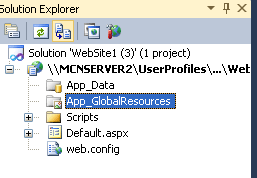 Solution Explorer
Solution 'WebSite1 (3)' (1 project)
\\MCNSERVER2\UserProfiles\...\Web
App_Data
App_GlobalResources
Scripts
Default.aspx
web.config